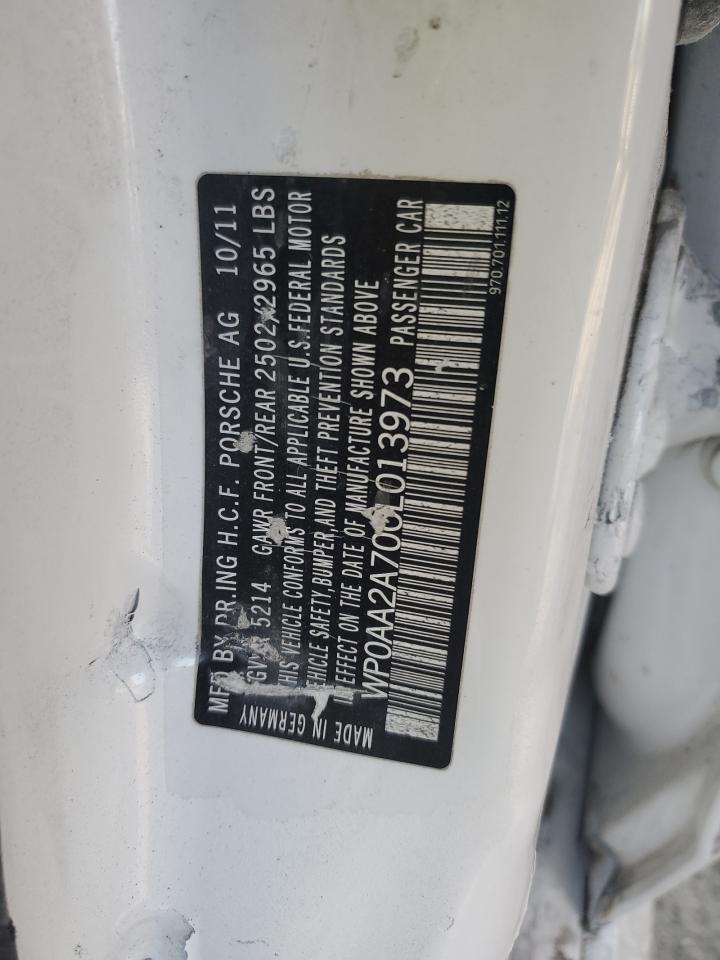 MFD BY DR.ING H.C.F. PORSCHE AG 10/11
5214 GAWR FRONT/REAR 2502/2965 LBS
THIS VEHICLE CONFORMS TO ALL APPLICABLE U.S.FEDERAL MOTOR
VEHICLE SAFETY,BUMPER,AND THEFT PREVENTION STANDARDS
IN EFFECT ON THE DATE OF MANUFACTURE SHOWN ABOVE
WP0AA2A70CL013973 PASSENGER CAR
MADE IN GERMANY
970.701.111.12